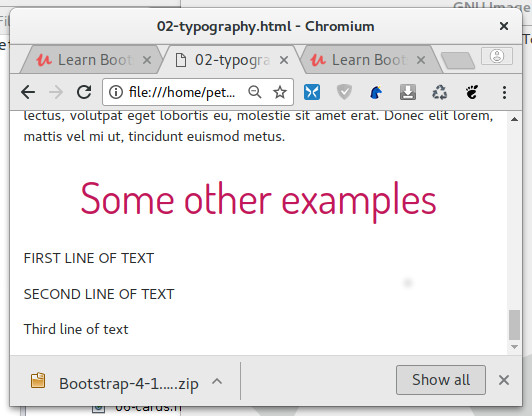 GNU Image
02-typography.html - Chromium
Learn Boot
02-typogra
Learn Boot
file:///home/pet...
lectus, volutpat eget lobortis eu, molestie sit amet erat. Donec elit lorem,
mattis vel mi ut, tincidunt euismod metus.
Some other examples
FIRST LINE OF TEXT
SECOND LINE OF TEXT
Third line of text
Bootstrap-4-1.....zip
Show all